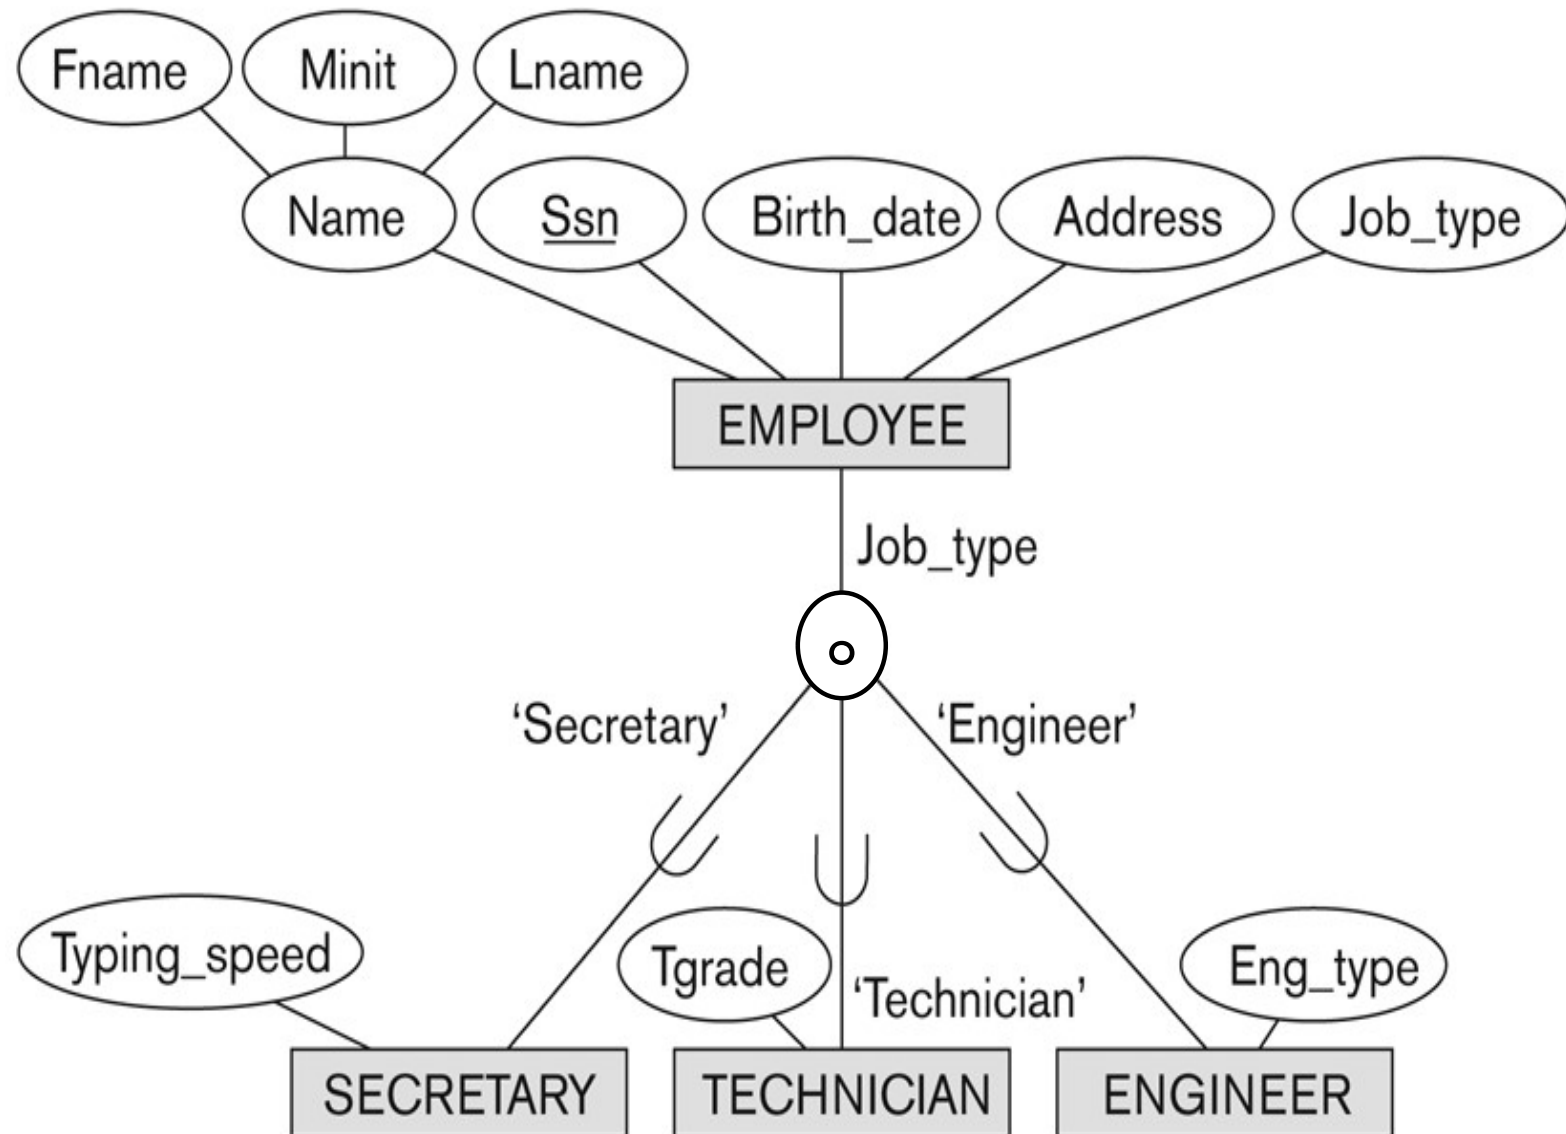 Fname Minit Lname
Name Ssn Birth_date Address Job_type
EMPLOYEE
Job_type
o
‘Secretary’ ‘Engineer’
Typing_speed Tgrade Eng_type
‘Technician’
SECRETARY TECHNICIAN ENGINEER